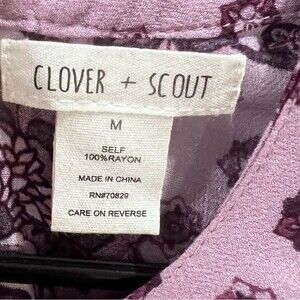 CLOVER + SCOUT
M
SELF
100%RAYON
MADE IN CHINA
RN#70829
CARE ON REVERSE